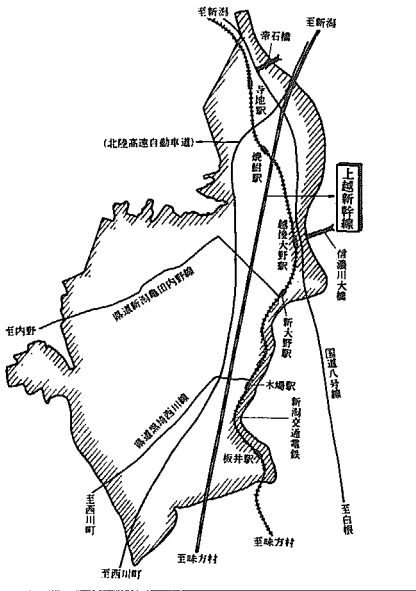 至新潟
至新潟
帝石橋
寺地駅
(北陸高速自動車道)
焼鮒駅
上越新幹線
越後大野駅
信濃川大橋
県道新潟亀田内野線
至内野
新大野駅
国道八号線
木場駅
新潟交通電鉄
県道黒埼西川線
板井駅
至西川町
至白根
至味方村
至味方村
至西川町